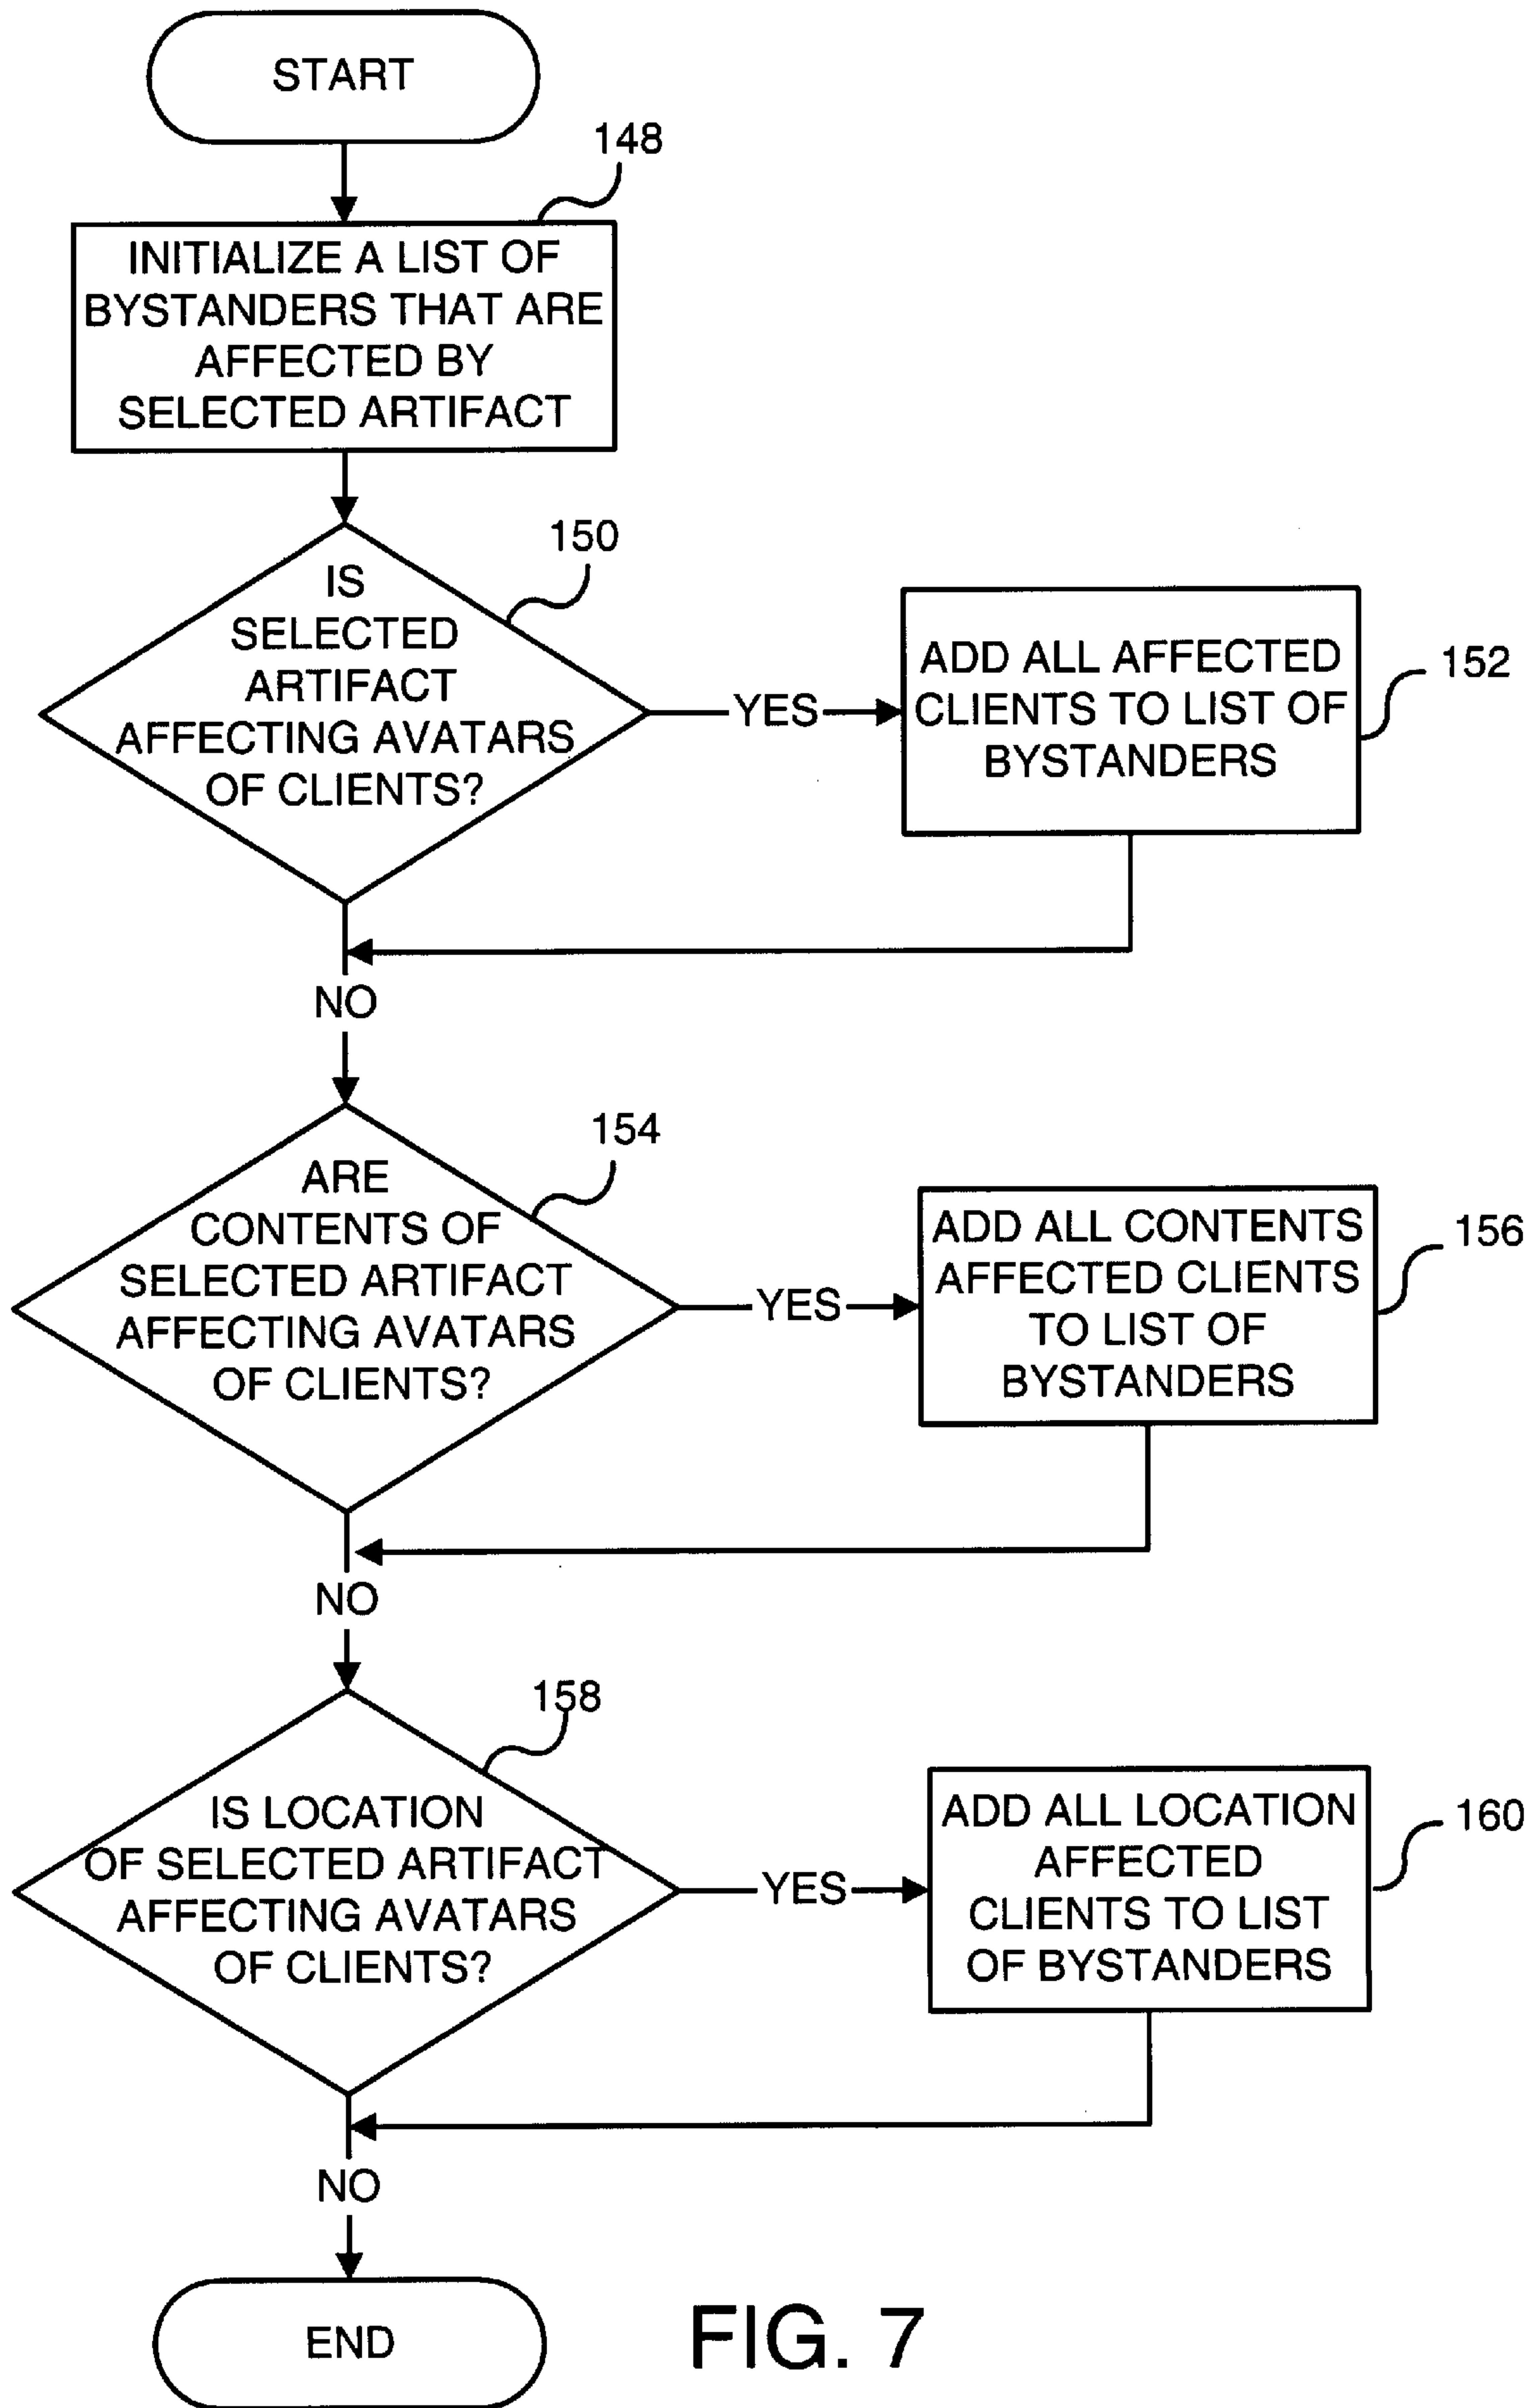 START
148
INITIALIZE A LIST OF
BYSTANDERS THAT ARE
AFFECTED BY
SELECTED ARTIFACT
150
IS
SELECTED
ARTIFACT
AFFECTING AVATARS
OF CLIENTS?
YES
ADD ALL AFFECTED
CLIENTS TO LIST OF
BYSTANDERS
152
NO
154
ARE
CONTENTS OF
SELECTED ARTIFACT
AFFECTING AVATARS
OF CLIENTS?
YES
ADD ALL CONTENTS
AFFECTED CLIENTS
TO LIST OF
BYSTANDERS
156
NO
158
IS LOCATION
OF SELECTED ARTIFACT
AFFECTING AVATARS
OF CLIENTS?
YES
ADD ALL LOCATION
AFFECTED
CLIENTS TO LIST
OF BYSTANDERS
160
NO
END
FIG. 7